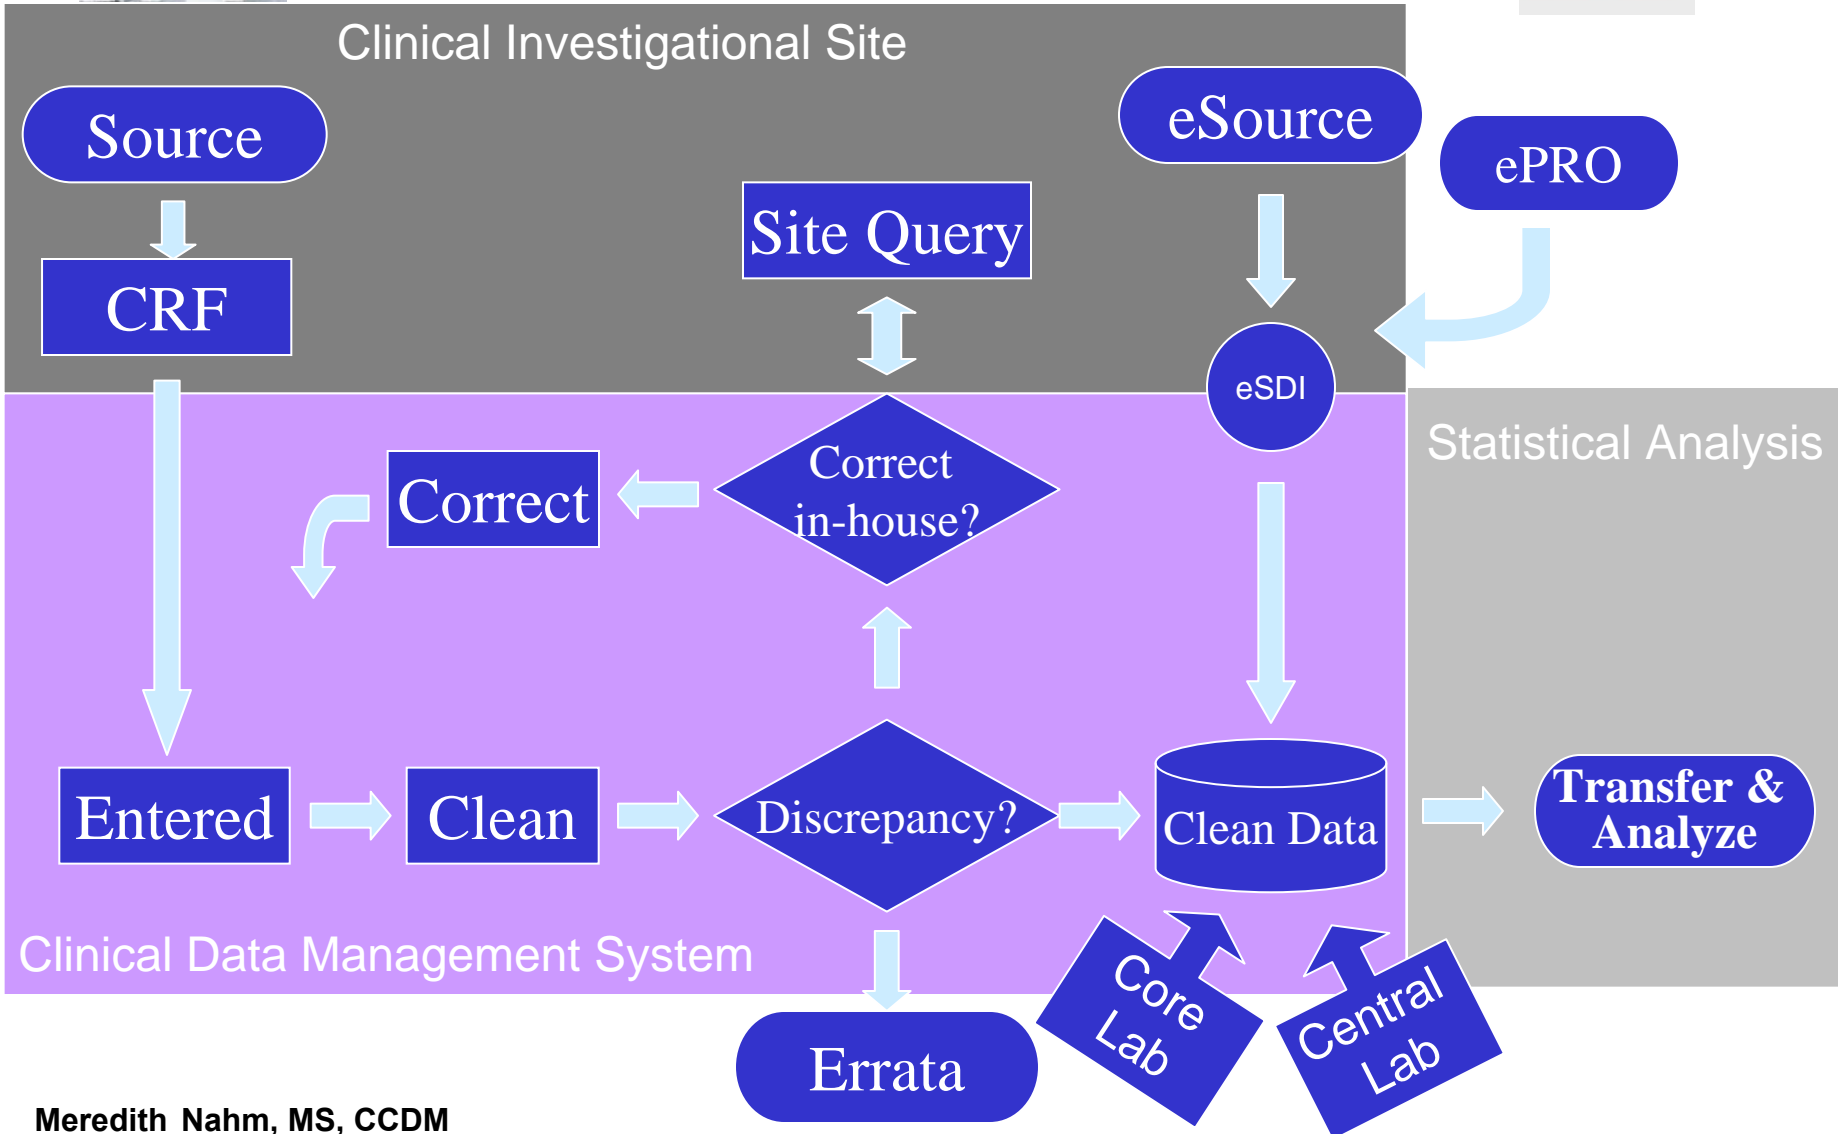 Clinical Investigational Site
Source
eSource
ePRO
Site Query
CRF
eSDI
Statistical Analysis
Correct
Correct
in-house?
Entered
Clean
Discrepancy?
Clean Data
Transfer &
Analyze
Clinical Data Management System
Core
Lab
Central
Lab
Errata
Meredith Nahm, MS, CCDM